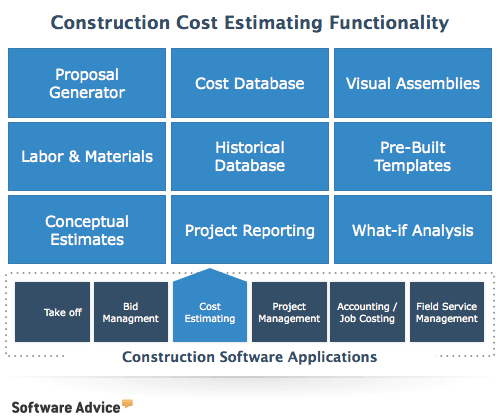 Construction Cost Estimating Functionality
Proposal
Generator
Cost Database
Visual Assemblies
Labor & Materials
Historical
Database
Pre-Built
Templates
Conceptual
Estimates
Project Reporting
What-if Analysis
Take off
Bid
Managment
Cost
Estimating
Project
Management
Accounting /
Job Costing
Field Service
Management
Construction Software Applications
Software Advice